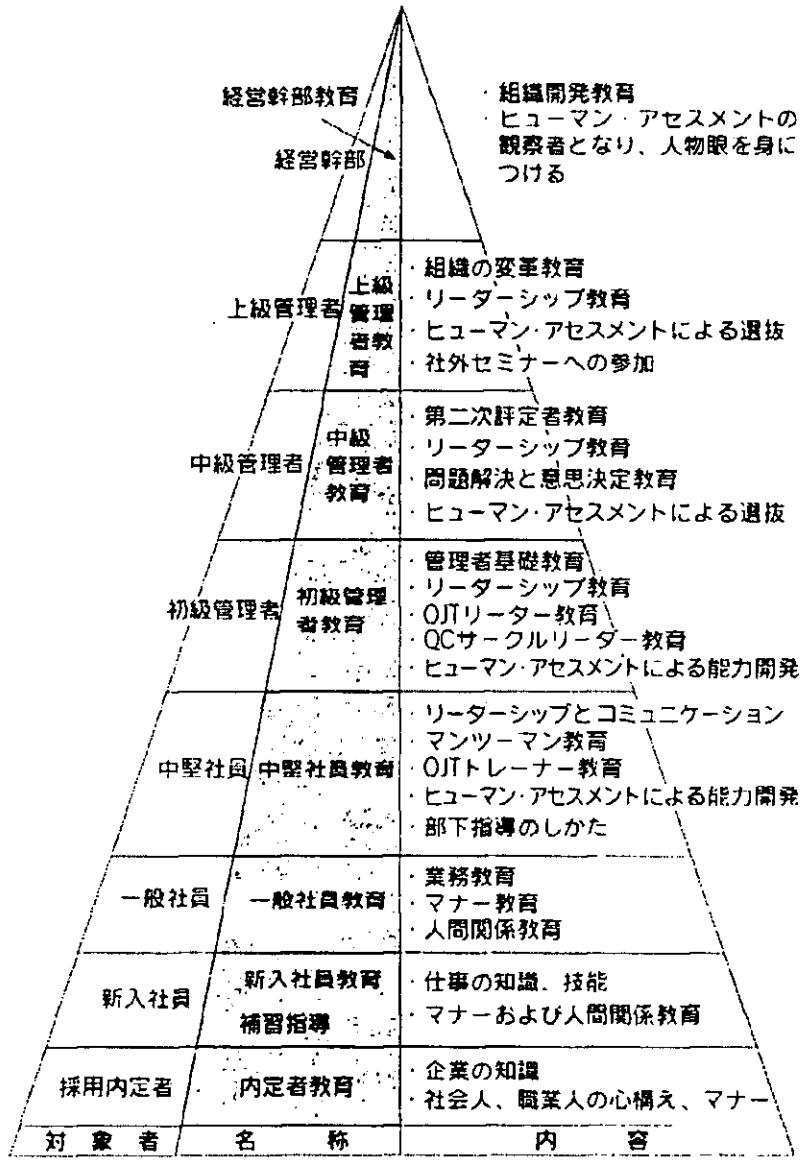 経営幹部教育
経営幹部
・組織開発教育
・ヒューマン・アセスメントの
観察者となり、人物眼を身に
つける
上級管理者
上級
管理
者教
育
・組織の変革教育
・リーダーシップ教育
・ヒューマン・アセスメントによる選抜
・社外セミナーへの参加
中級管理者
中級
管理者
教育
・第二次評定者教育
・リーダーシップ教育
・問題解決と意思決定教育
・ヒューマン・アセスメントによる選抜
初級管理者
初級管理
者教育
・管理者基礎教育
・リーダーシップ教育
・OJTリーダー教育
・QCサークルリーダー教育
・ヒューマン・アセスメントによる能力開発
中堅社員
中堅社員教育
・リーダーシップとコミュニケーション
・マンツーマン教育
・OJTトレーナー教育
・ヒューマン・アセスメントによる能力開発
・部下指導のしかた
一般社員
一般社員教育
・業務教育
・マナー教育
・人間関係教育
新入社員
新入社員教育
補習指導
・仕事の知識、技能
・マナーおよび人間関係教育
採用内定者
内定者教育
・企業の知識
・社会人、職業人の心構え、マナー
対象者
名称
内容